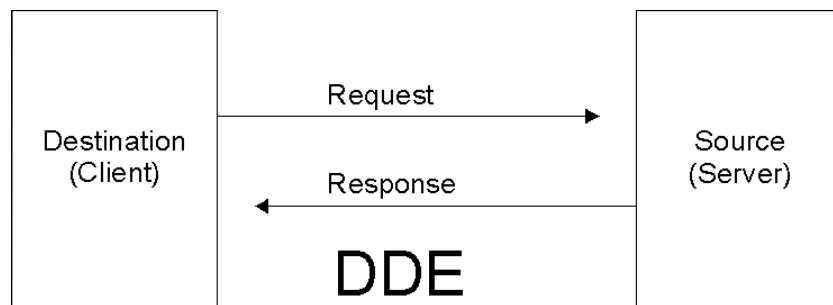 Destination
(Client)
Request
Response
Source
(Server)
DDE